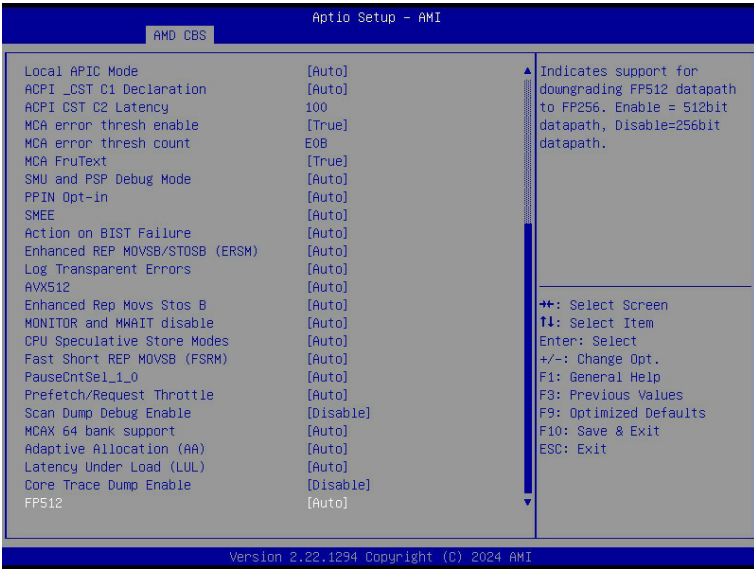 Aptio Setup – AMI
AMD CBS
Local APIC Mode [Auto]
ACPI _CST C1 Declaration [Auto]
ACPI CST C2 Latency 100
MCA error thresh enable [True]
MCA error thresh count E0B
MCA FruText [True]
SMU and PSP Debug Mode [Auto]
PPIN Opt-in [Auto]
SMEE [Auto]
Action on BIST Failure [Auto]
Enhanced REP MOVSB/STOSB (ERSM) [Auto]
Log Transparent Errors [Auto]
AVX512 [Auto]
Enhanced Rep Movs Stos B [Auto]
MONITOR and MWAIT disable [Auto]
CPU Speculative Store Modes [Auto]
Fast Short REP MOVSB (FSRM) [Auto]
PauseCntSel_1_0 [Auto]
Prefetch/Request Throttle [Auto]
Scan Dump Debug Enable [Disable]
MCAX 64 bank support [Auto]
Adaptive Allocation (AA) [Auto]
Latency Under Load (LUL) [Auto]
Core Trace Dump Enable [Disable]
FP512 [Auto]
Indicates support for
downgrading FP512 datapath
to FP256. Enable = 512bit
datapath, Disable=256bit
datapath.
→←: Select Screen
↑↓: Select Item
Enter: Select
+/-: Change Opt.
F1: General Help
F3: Previous Values
F9: Optimized Defaults
F10: Save & Exit
ESC: Exit
Version 2.22.1294 Copyright (C) 2024 AMI